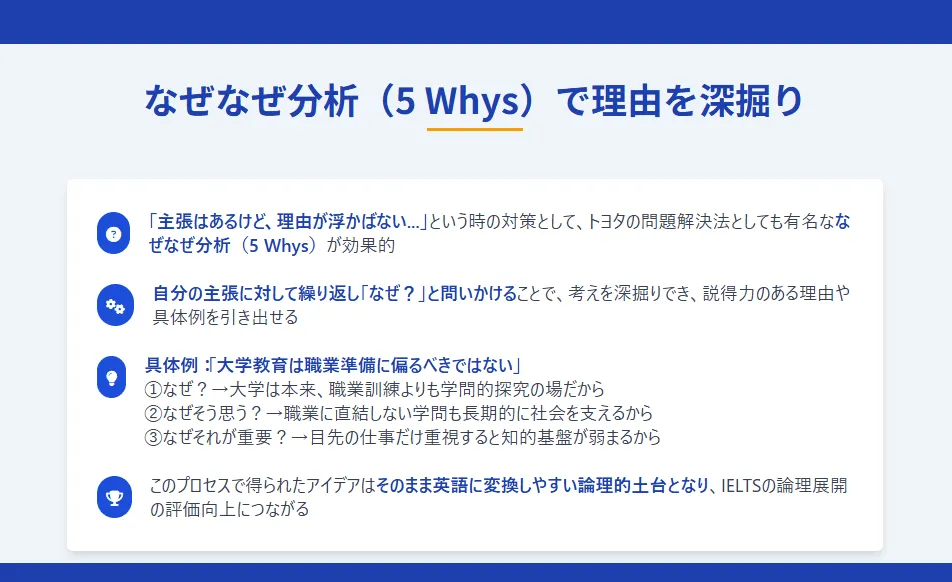 なぜなぜ分析（5 Whys）で理由を深掘り
「主張はあるけど、理由が浮かばない...」という時の対策として、トヨタの問題解決法としても有名なな
ぜなぜ分析（5 Whys）が効果的
自分の主張に対して繰り返し「なぜ？」と問いかけることで、考えを深掘りでき、説得力のある理由や
具体例を引き出せる
具体例：「大学教育は職業準備に偏るべきではない」
①なぜ？→大学は本来、職業訓練よりも学問的探究の場だから
②なぜそう思う？→職業に直結しない学問も長期的に社会を支えるから
③なぜそれが重要？→目先の仕事だけ重視すると知的基盤が弱まるから
このプロセスで得られたアイデアはそのまま英語に変換しやすい論理的土台となり、IELTSの論理展開
の評価向上につながる